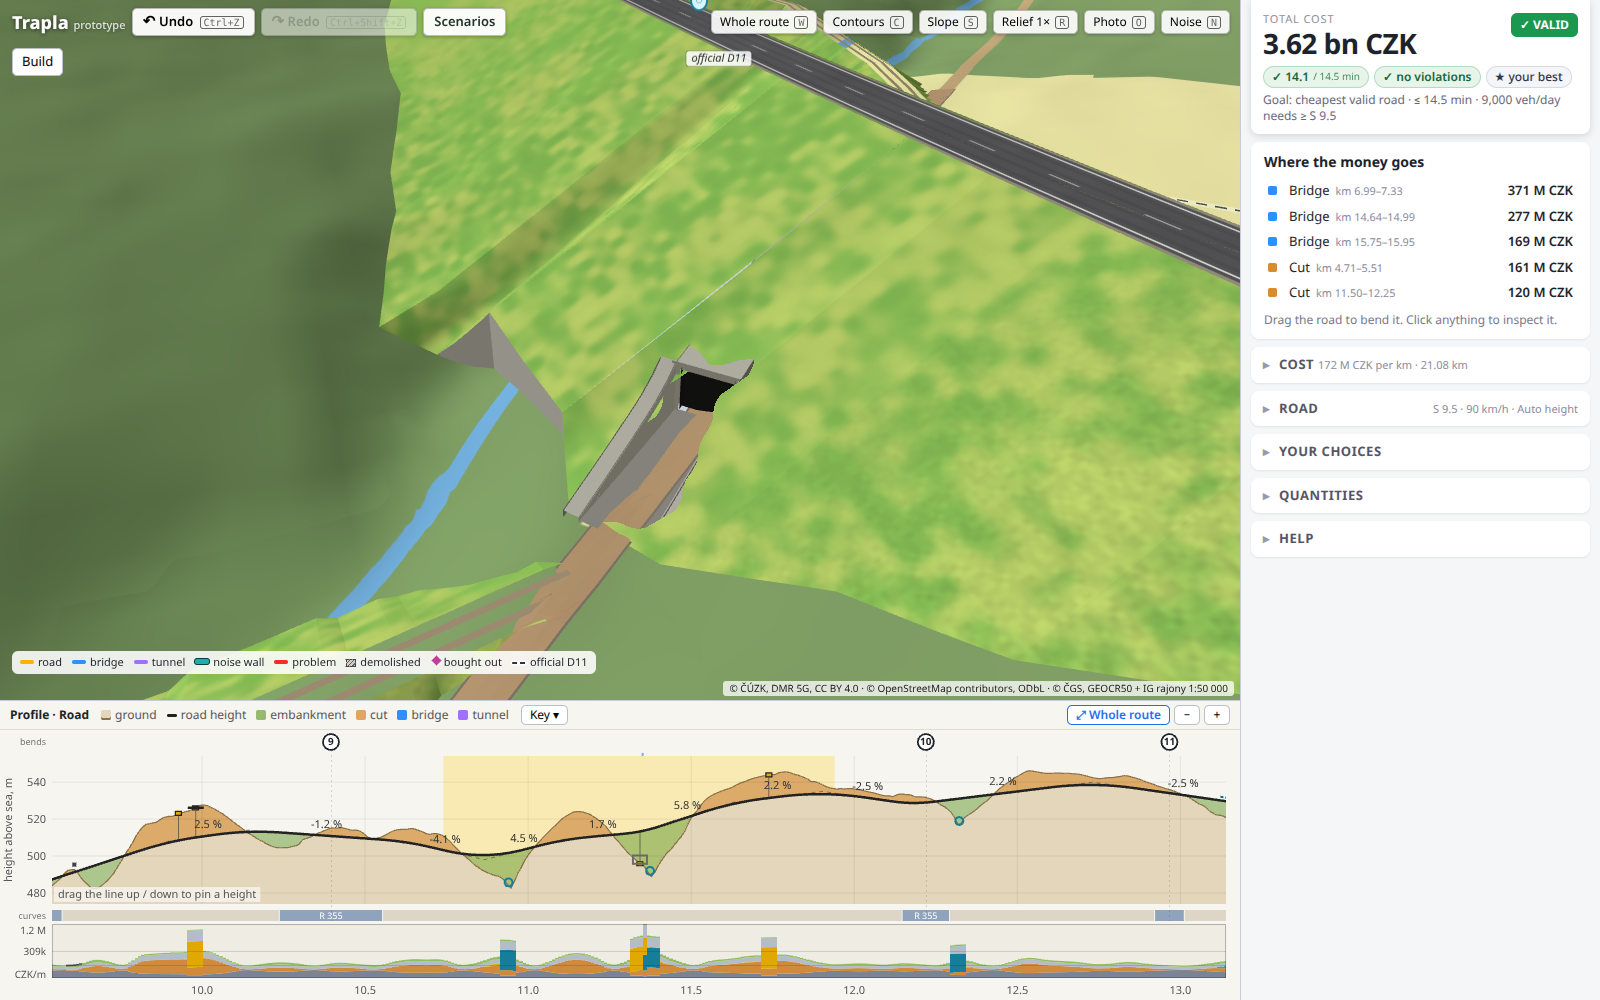 Trapla prototype
↶ Undo Ctrl+Z
↷ Redo Ctrl+Shift+Z
Scenarios
Whole route W
Contours C
Slope S
Relief 1× R
Photo O
Noise N
Build
official D11
road
bridge
tunnel
noise wall
problem
demolished
bought out
official D11
© ČÚZK, DMR 5G, CC BY 4.0 · © OpenStreetMap contributors, ODbL · © ČGS, GEOCR50 + IG rajony 1:50 000
TOTAL COST
3.62 bn CZK
✓ VALID
✓ 14.1 / 14.5 min
✓ no violations
★ your best
Goal: cheapest valid road · ≤ 14.5 min · 9,000 veh/day
needs ≥ S 9.5
Where the money goes
Bridge km 6.99–7.33 371 M CZK
Bridge km 14.64–14.99 277 M CZK
Bridge km 15.75–15.95 169 M CZK
Cut km 4.71–5.51 161 M CZK
Cut km 11.50–12.25 120 M CZK
Drag the road to bend it. Click anything to inspect it.
▸ COST 172 M CZK per km · 21.08 km
▸ ROAD S 9.5 · 90 km/h · Auto height
▸ YOUR CHOICES
▸ QUANTITIES
▸ HELP
Profile · Road
ground
road height
embankment
cut
bridge
tunnel
Key ▾
⤢ Whole route
−
+
bends
9
10
11
height above sea, m
540
520
500
480
2.5 %
-1.2 %
-4.1 %
4.5 %
1.7 %
5.8 %
2.2 %
-2.5 %
2.2 %
-2.5 %
drag the line up / down to pin a height
curves
R 355
R 355
1.2 M
309k
CZK/m
10.0
10.5
11.0
11.5
12.0
12.5
13.0